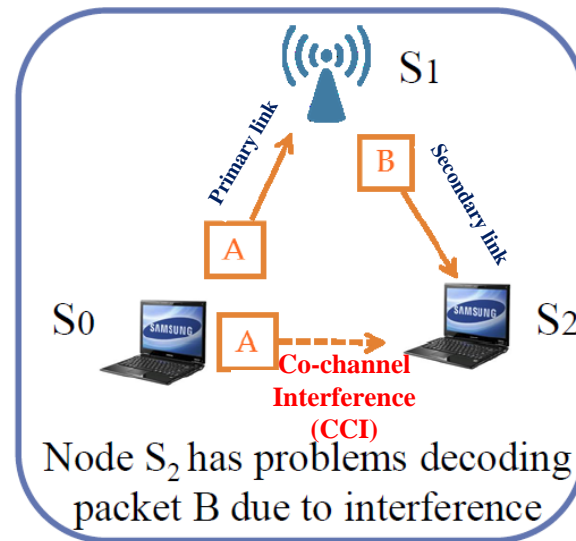 S1
Primary link
B
Secondary link
A
S0
SAMSUNG
A
SAMSUNG
S2
Co-channel
Interference
(CCI)
Node S2 has problems decoding
packet B due to interference